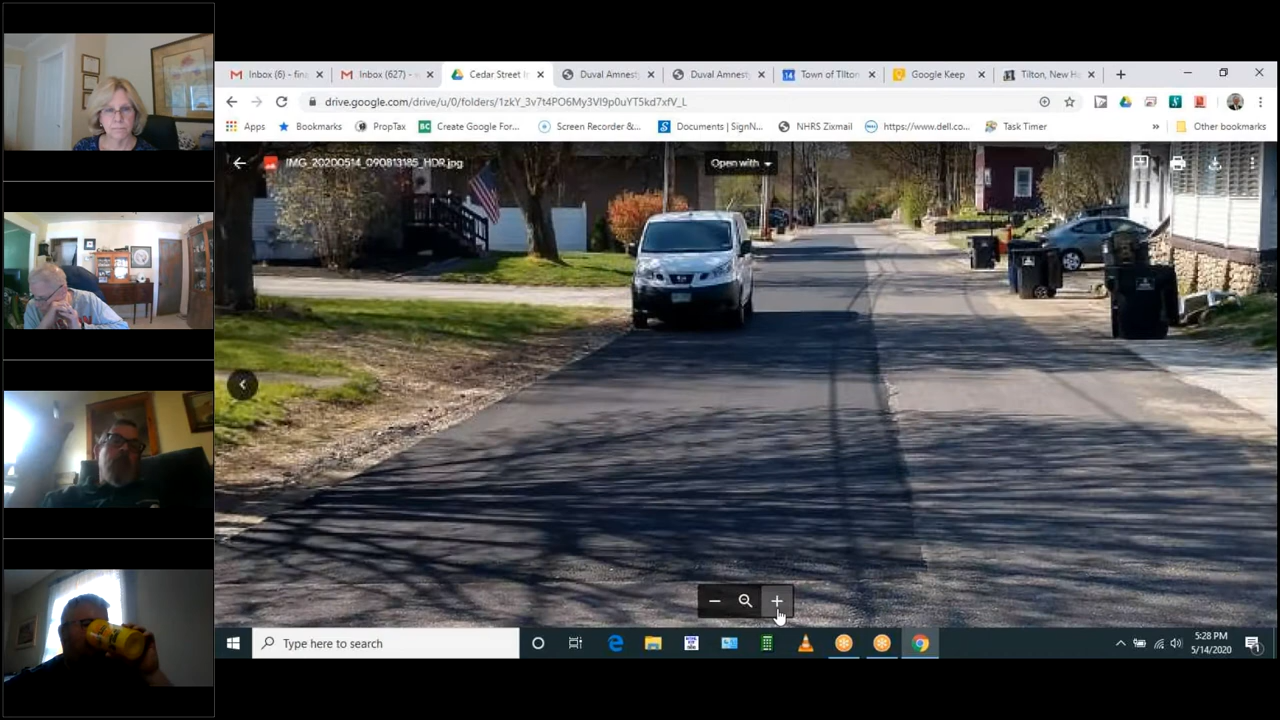 Inbox (6) - fina
Inbox (627) -
Cedar Street I
Duval Amnest
Duval Amnest
14
Town of Tilton
Google Keep
Tilton, New H
drive.google.com/drive/u/0/folders/
Apps
Bookmarks
PropTax
BC
Create Google For...
Screen Recorder &...
S
Documents | SignN...
NHRS Zixmail
https://www.dell.co...
Task Timer
»
Other bookmarks
IMG_20200514_090813185_HDR.jpg
Open with
Type here to search
5:28 PM
5/14/2020